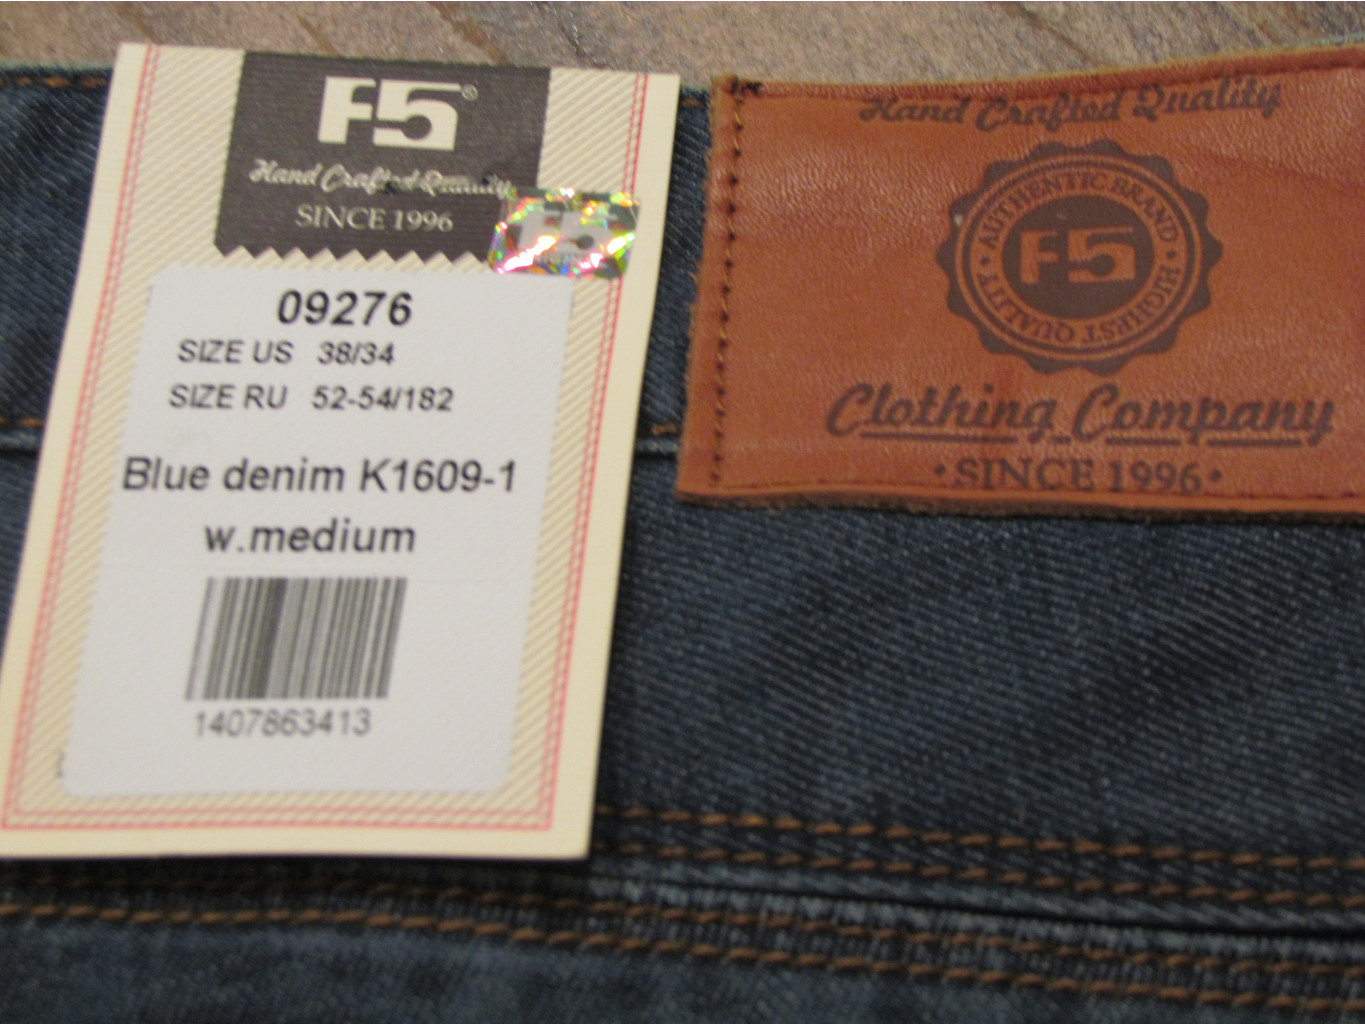 F5®
Hand Crafted Quality
SINCE 1996
F5
09276
SIZE US 38/34
SIZE RU 52-54/182
Blue denim K1609-1
w.medium
1407863413
Hand Crafted Quality
AUTHENTIC BRAND
F5
HIGHEST QUALITY
Clothing Company
·SINCE 1996·